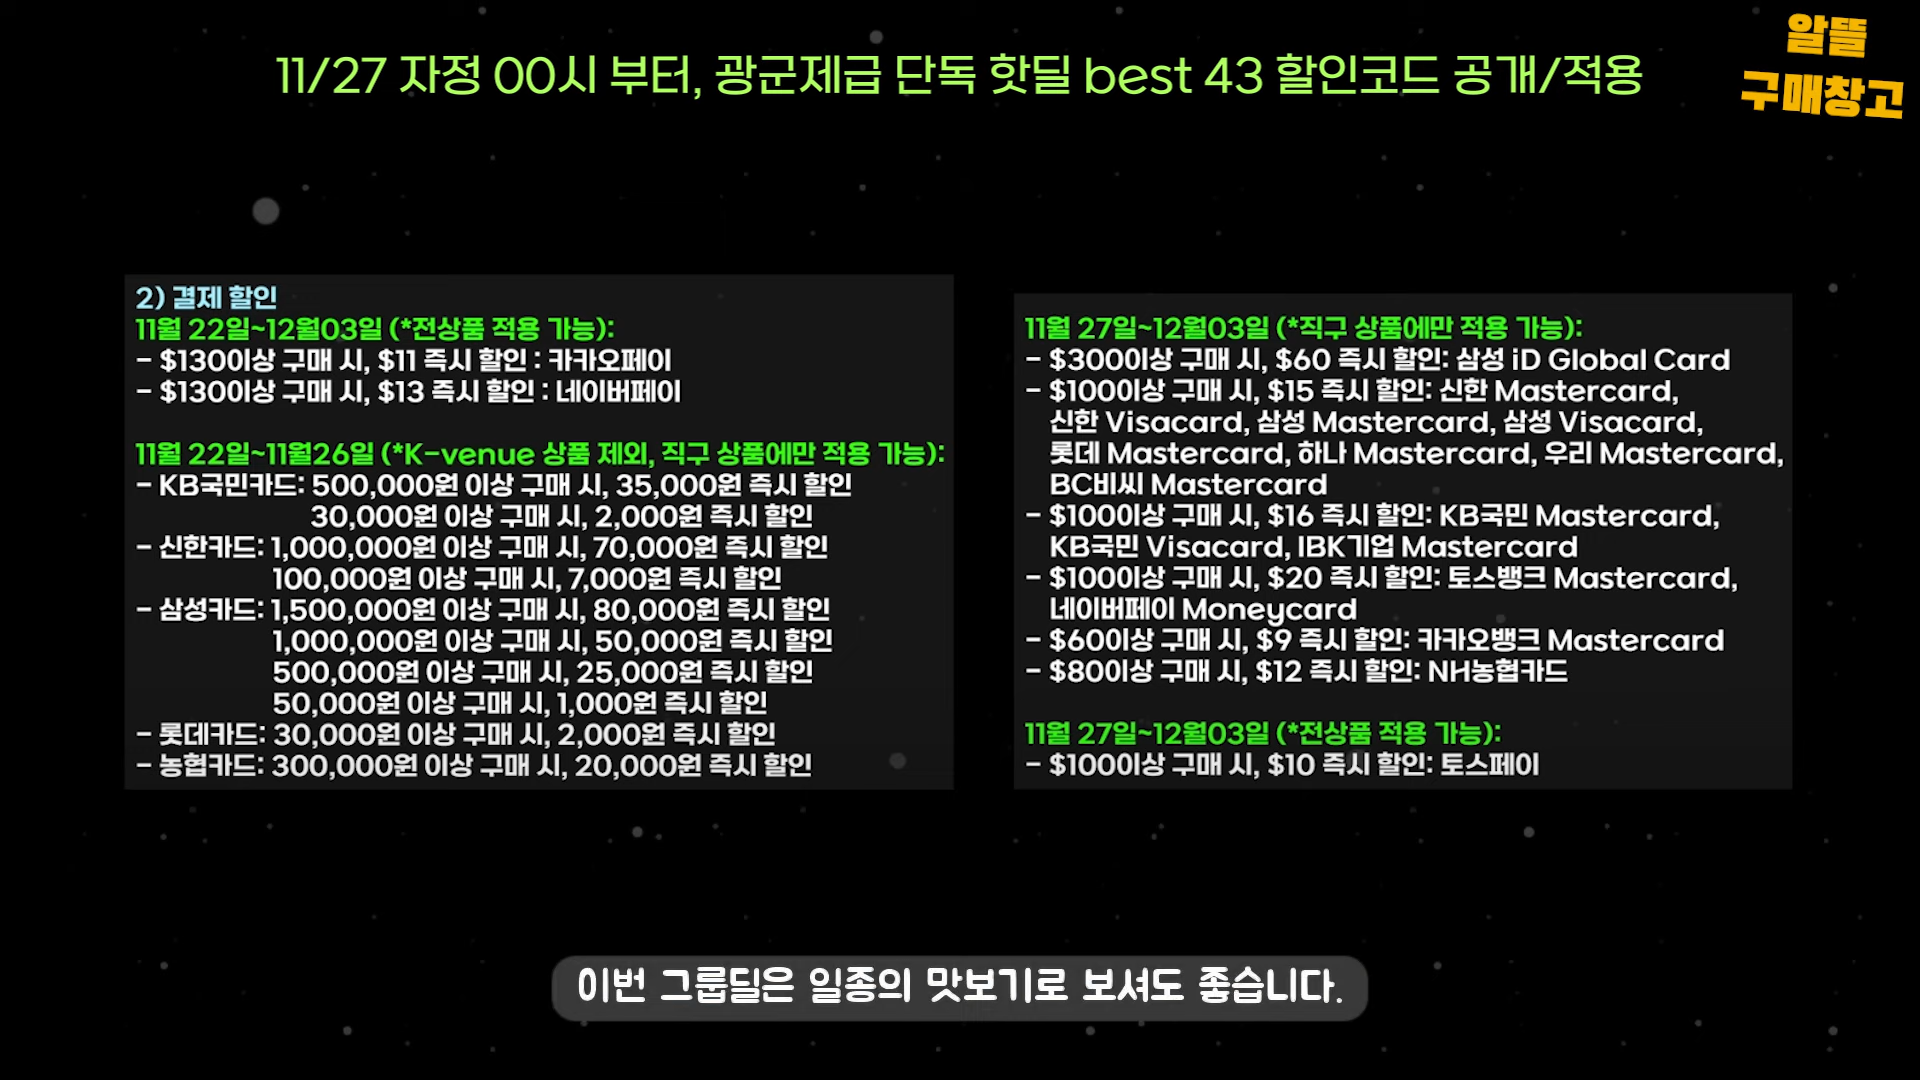 11/27 자정 00시 부터, 광군제급 단독 핫딜 best 43 할인코드 공개/적용
알뜰
구매창고
2) 결제 할인
11월 22일~12월03일 (*전상품 적용 가능):
- $130이상 구매 시, $11 즉시 할인 : 카카오페이
- $130이상 구매 시, $13 즉시 할인 : 네이버페이
11월 22일~11월26일 (*K-venue 상품 제외, 직구 상품에만 적용 가능):
- KB국민카드: 500,000원 이상 구매 시, 35,000원 즉시 할인
30,000원 이상 구매 시, 2,000원 즉시 할인
- 신한카드: 1,000,000원 이상 구매 시, 70,000원 즉시 할인
100,000원 이상 구매 시, 7,000원 즉시 할인
- 삼성카드: 1,500,000원 이상 구매 시, 80,000원 즉시 할인
1,000,000원 이상 구매 시, 50,000원 즉시 할인
500,000원 이상 구매 시, 25,000원 즉시 할인
50,000원 이상 구매 시, 1,000원 즉시 할인
- 롯데카드: 30,000원 이상 구매 시, 2,000원 즉시 할인
- 농협카드: 300,000원 이상 구매 시, 20,000원 즉시 할인
11월 27일~12월03일 (*직구 상품에만 적용 가능):
- $300이상 구매 시, $60 즉시 할인: 삼성 iD Global Card
- $100이상 구매 시, $15 즉시 할인: 신한 Mastercard,
신한 Visacard, 삼성 Mastercard, 삼성 Visacard,
롯데 Mastercard, 하나 Mastercard, 우리 Mastercard,
BC비씨 Mastercard
- $100이상 구매 시, $16 즉시 할인: KB국민 Mastercard,
KB국민 Visacard, IBK기업 Mastercard
- $100이상 구매 시, $20 즉시 할인: 토스뱅크 Mastercard,
네이버페이 Moneycard
- $60이상 구매 시, $9 즉시 할인: 카카오뱅크 Mastercard
- $80이상 구매 시, $12 즉시 할인: NH농협카드
11월 27일~12월03일 (*전상품 적용 가능):
- $100이상 구매 시, $10 즉시 할인: 토스페이
이번 그룹딜은 일종의 맛보기로 보셔도 좋습니다.